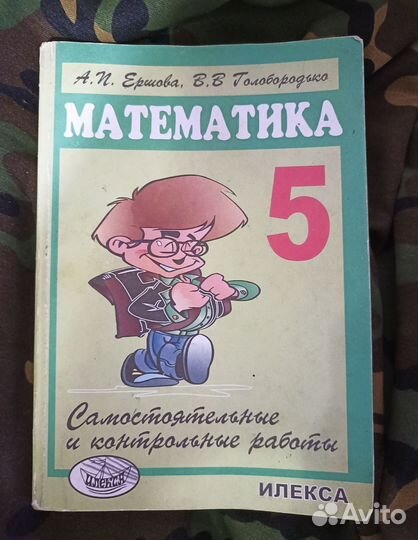 А.П. Ершова, В.В Голобородько
МАТЕМАТИКА
5
Самостоятельные
и контрольные работы
ИЛЕКСА
ИЛЕКСА
Avito